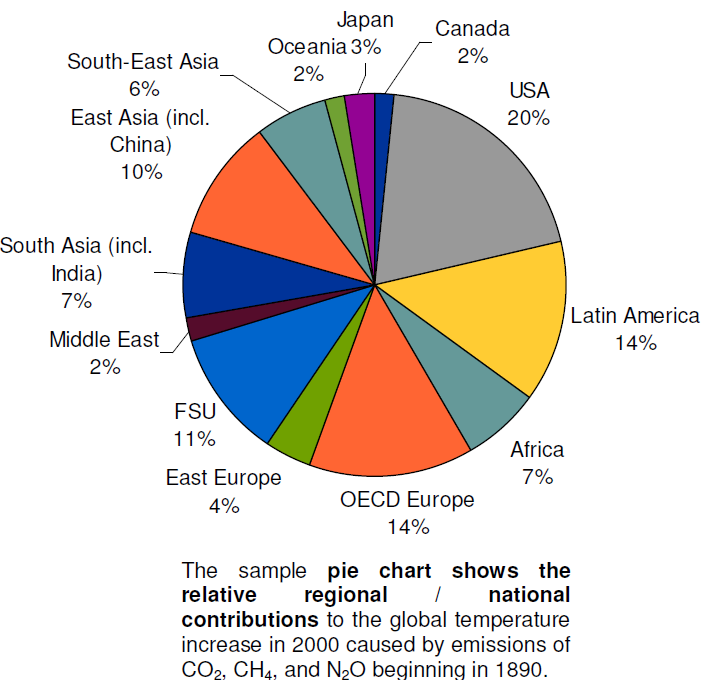 Japan
3%
Canada
2%
USA
20%
Latin America
14%
Africa
7%
OECD Europe
14%
East Europe
4%
FSU
11%
Middle East
2%
South Asia (incl.
India)
7%
East Asia (incl.
China)
10%
South-East Asia
6%
Oceania
2%
The sample pie chart shows the
relative regional / national
contributions to the global temperature
increase in 2000 caused by emissions of
CO₂, CH₄, and N₂O beginning in 1890.